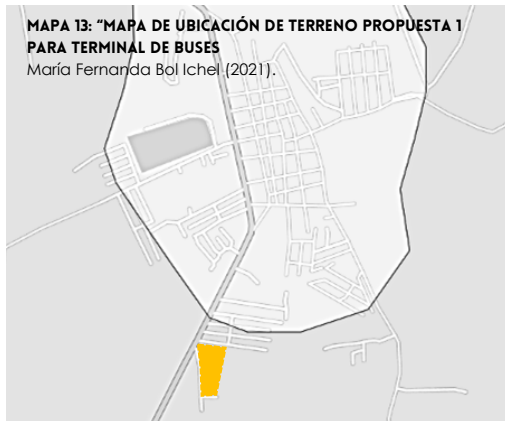 MAPA 13: “MAPA DE UBICACIÓN DE TERRENO PROPUESTA 1
PARA TERMINAL DE BUSES
María Fernanda Bol Ichel (2021).